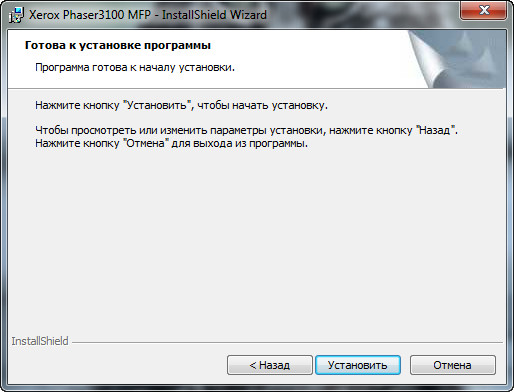 Xerox Phaser3100 MFP - InstallShield Wizard
Готова к установке программы
Программа готова к началу установки.
Нажмите кнопку "Установить", чтобы начать установку.
Чтобы просмотреть или изменить параметры установки, нажмите кнопку "Назад".
Нажмите кнопку "Отмена" для выхода из программы.
InstallShield
< Назад
Установить
Отмена